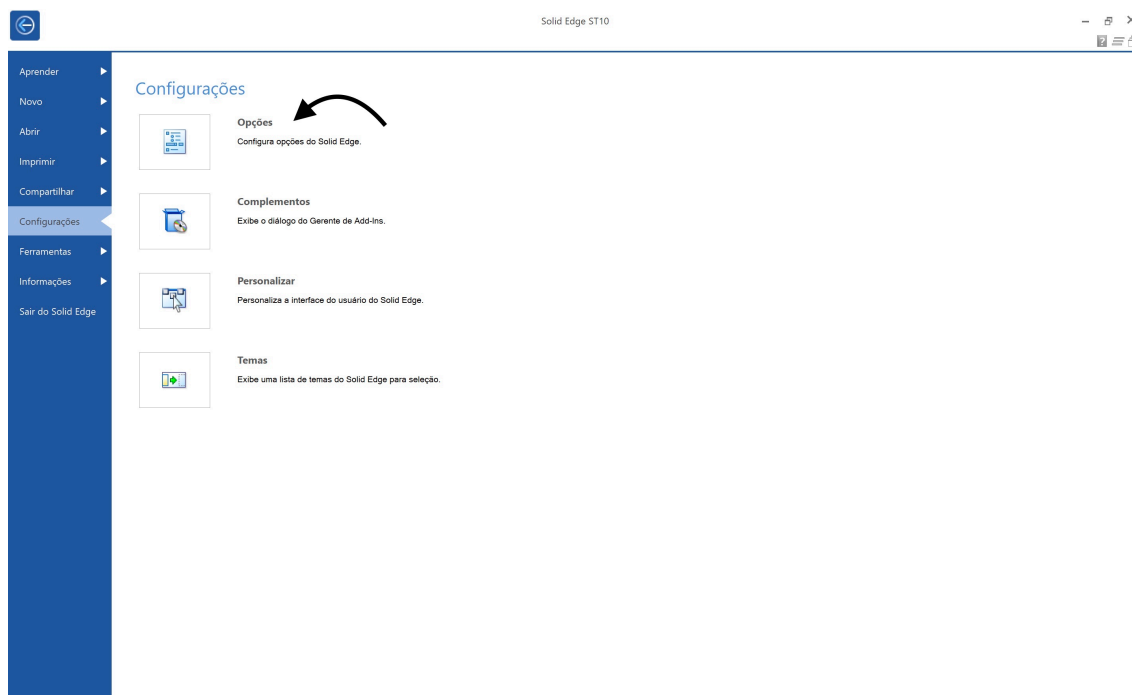 Solid Edge ST10
Aprender
Novo
Abrir
Imprimir
Compartilhar
Configurações
Ferramentas
Informações
Sair do Solid Edge
Configurações
Opções
Configura opções do Solid Edge.
Complementos
Exibe o diálogo do Gerente de Add-Ins.
Personalizar
Personaliza a interface do usuário do Solid Edge.
Temas
Exibe uma lista de temas do Solid Edge para seleção.